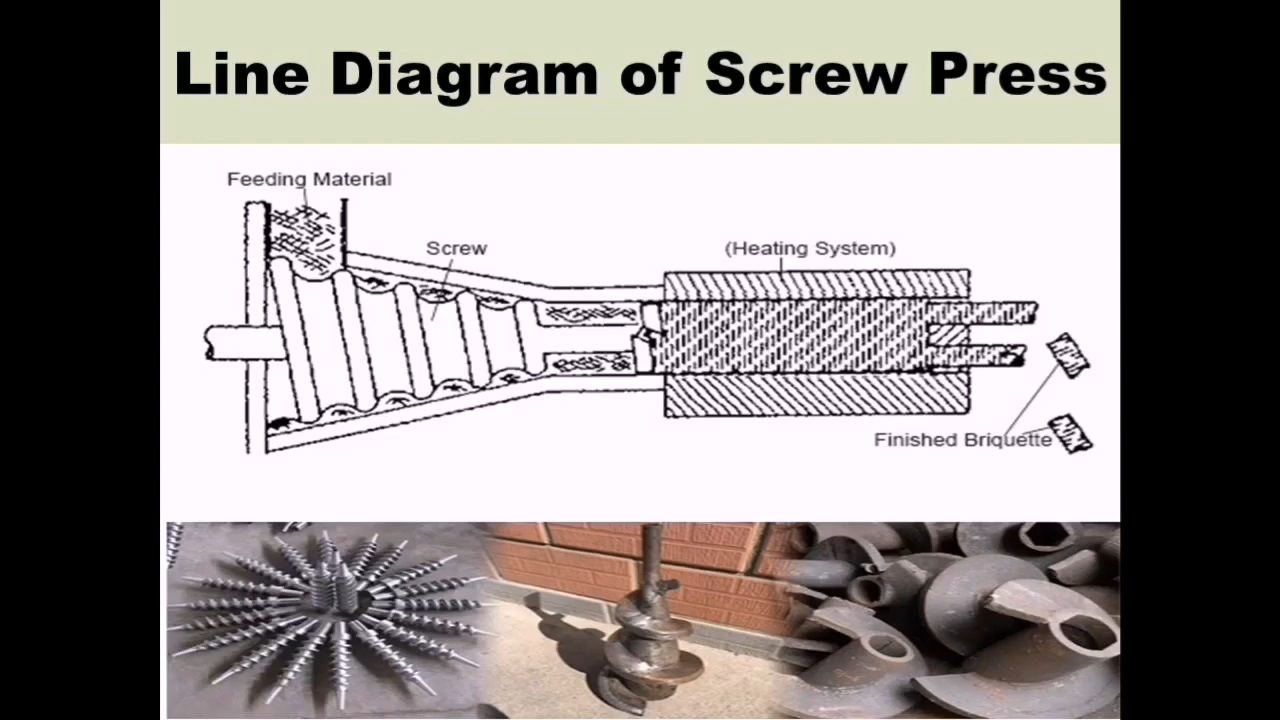 Line Diagram of Screw Press
Feeding Material
Screw
(Heating System)
Finished Briquette